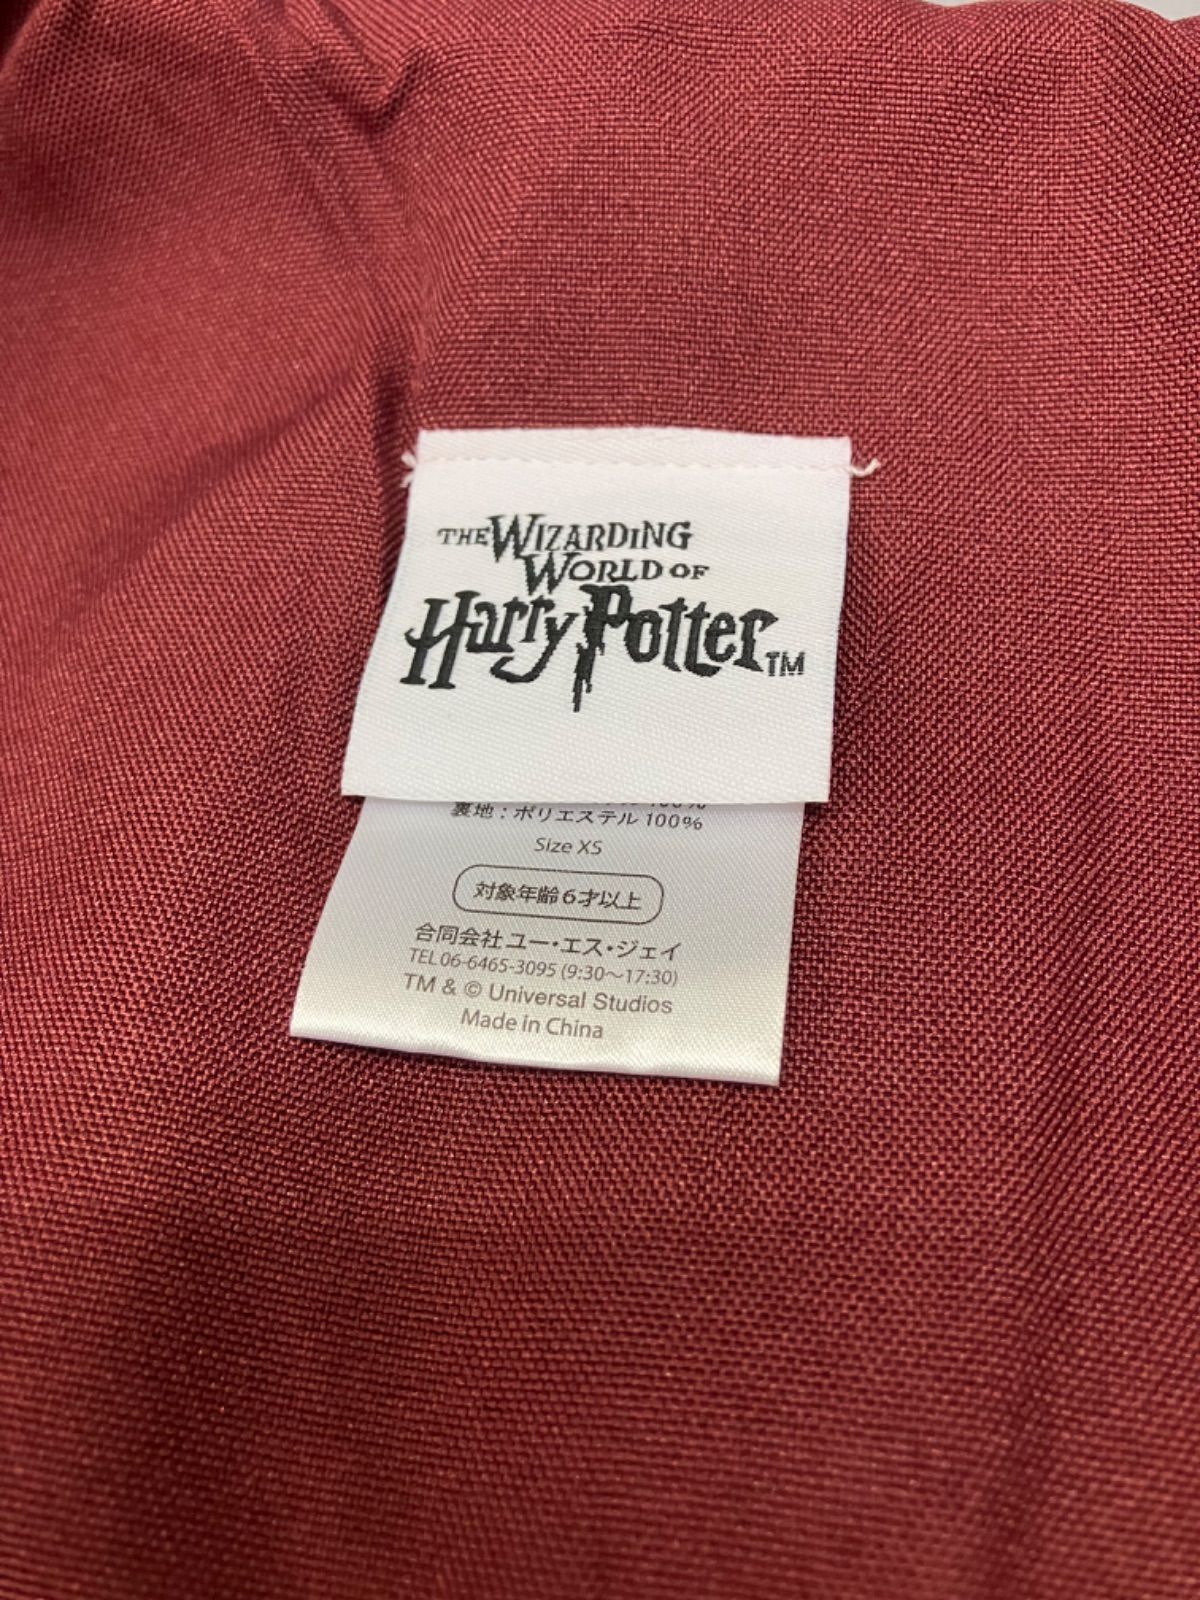 THE WIZARDING
WORLD OF
Harry Potter TM
裏地：ポリエステル 100%
Size XS
対象年齢6才以上
合同会社 ユー・エス・ジェイ
TEL 06-6465-3095 (9:30～17:30)
TM & © Universal Studios
Made in China